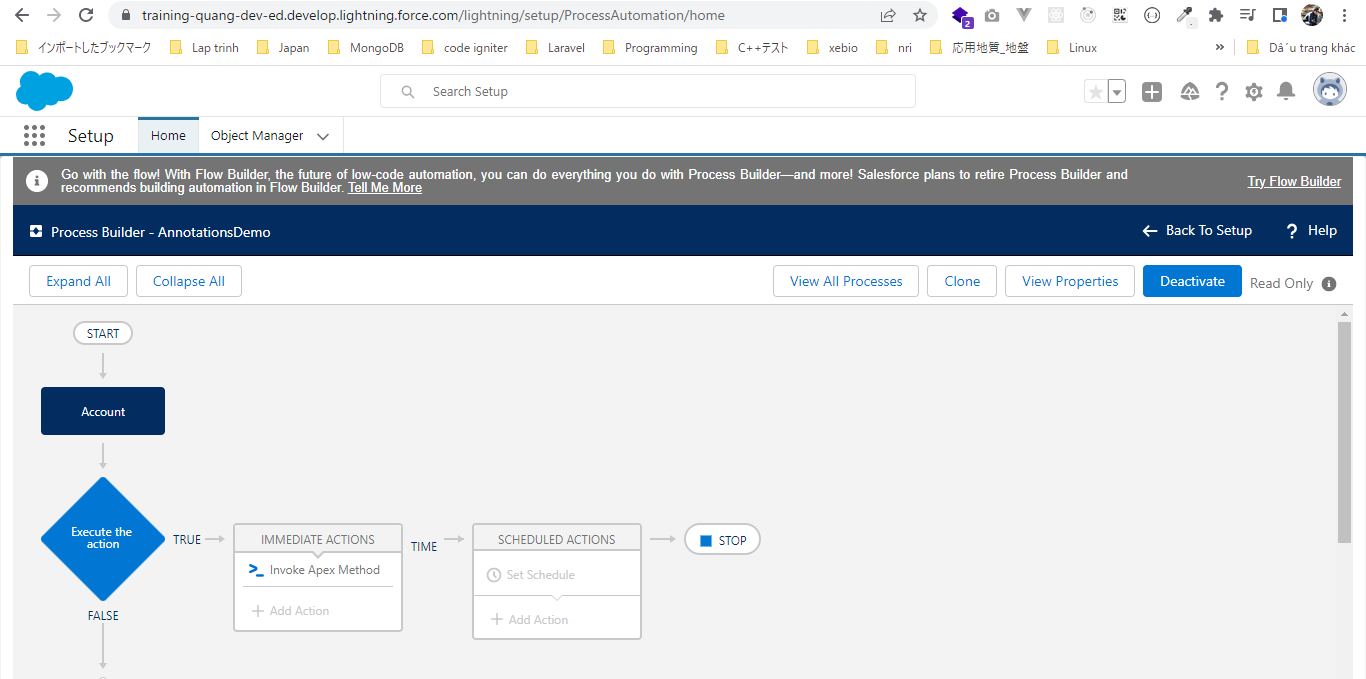 training-quang-dev-ed.develop.lightning.force.com/lightning/setup/ProcessAutomation/home
2
インポートしたブックマーク Lap trinh Japan MongoDB code igniter Laravel Programming C++テスト xebio nri 応用地質_地盤 Linux » Dấu trang khác
Search Setup
Setup Home Object Manager
Go with the flow! With Flow Builder, the future of low-code automation, you can do everything you do with Process Builder—and more! Salesforce plans to retire Process Builder and
recommends building automation in Flow Builder. Tell Me More
Try Flow Builder
Process Builder - AnnotationsDemo Back To Setup ? Help
Expand All Collapse All View All Processes Clone View Properties Deactivate Read Only
START
Account
Execute the
action
TRUE
IMMEDIATE ACTIONS
Invoke Apex Method
+ Add Action
TIME
SCHEDULED ACTIONS
Set Schedule
+ Add Action
STOP
FALSE